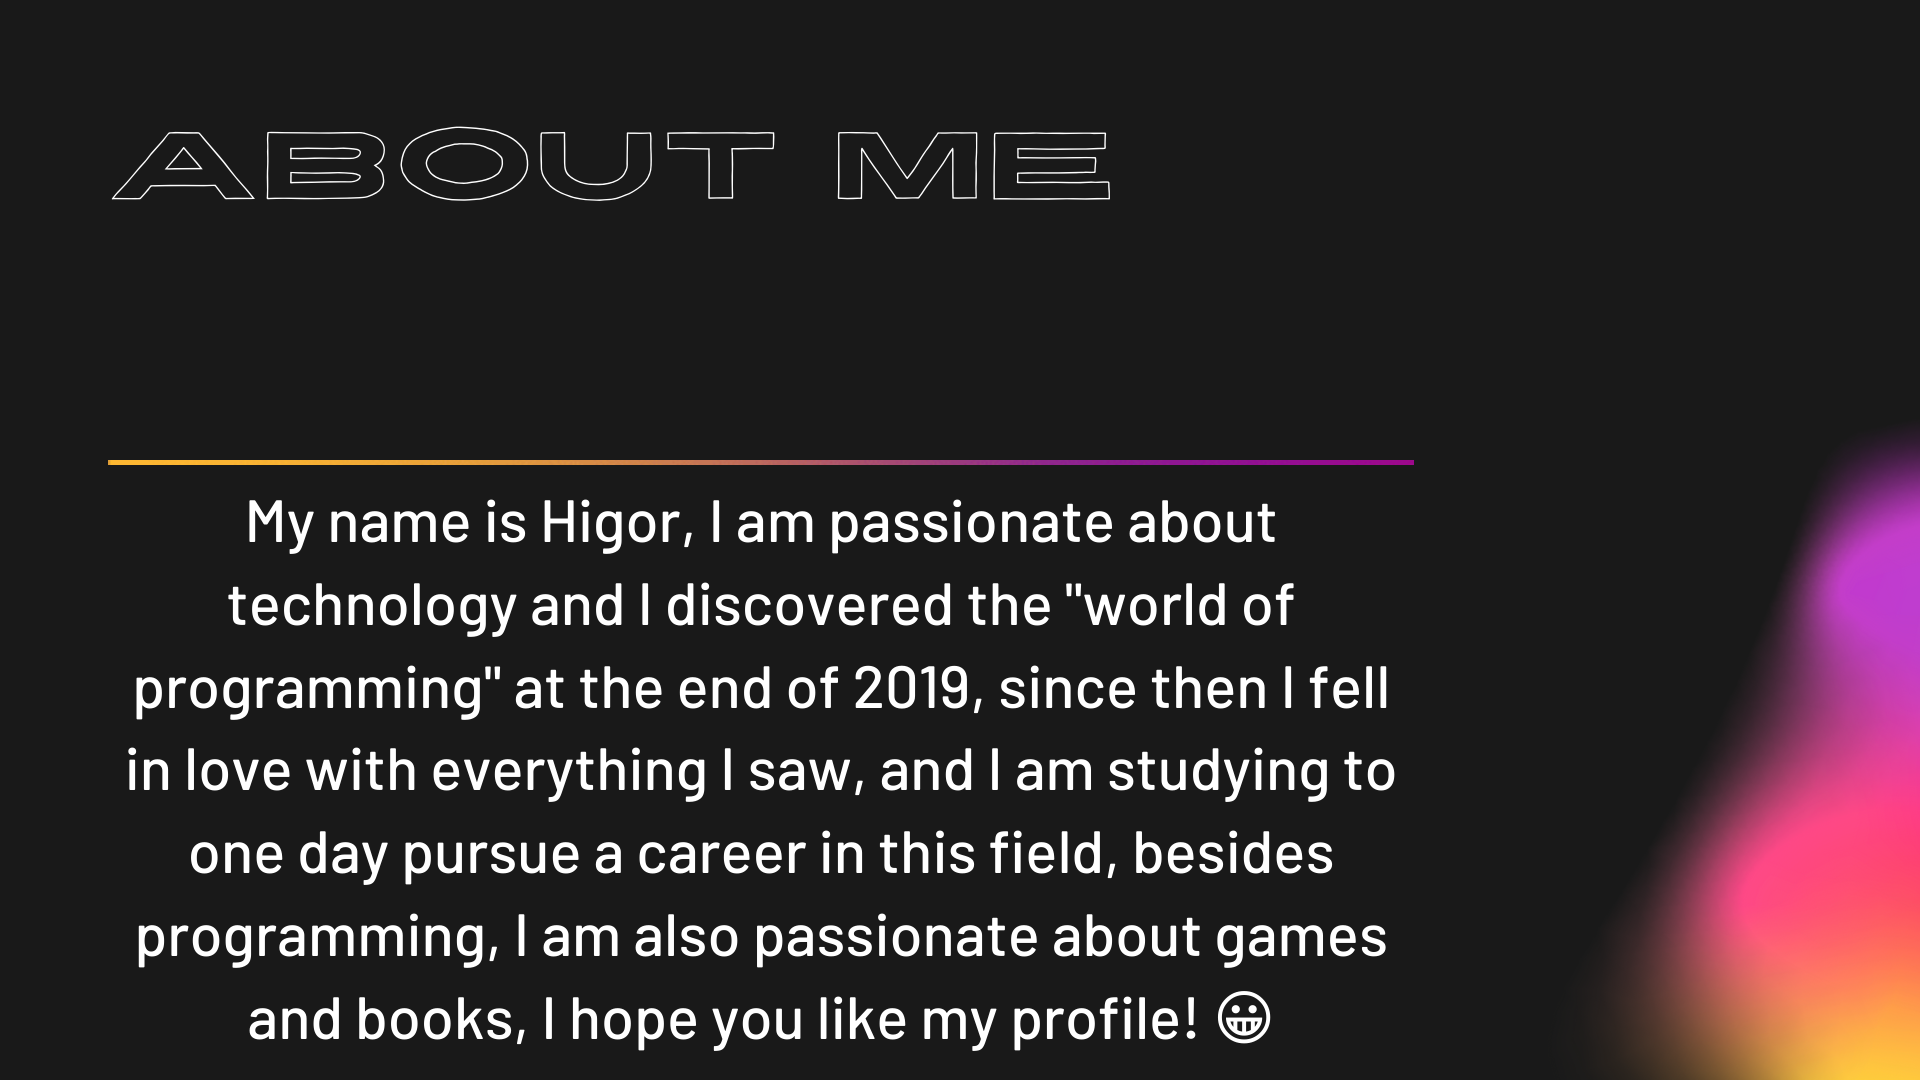 ABOUT ME
My name is Higor, I am passionate about
technology and I discovered the "world of
programming" at the end of 2019, since then I fell
in love with everything I saw, and I am studying to
one day pursue a career in this field, besides
programming, I am also passionate about games
and books, I hope you like my profile! 😀